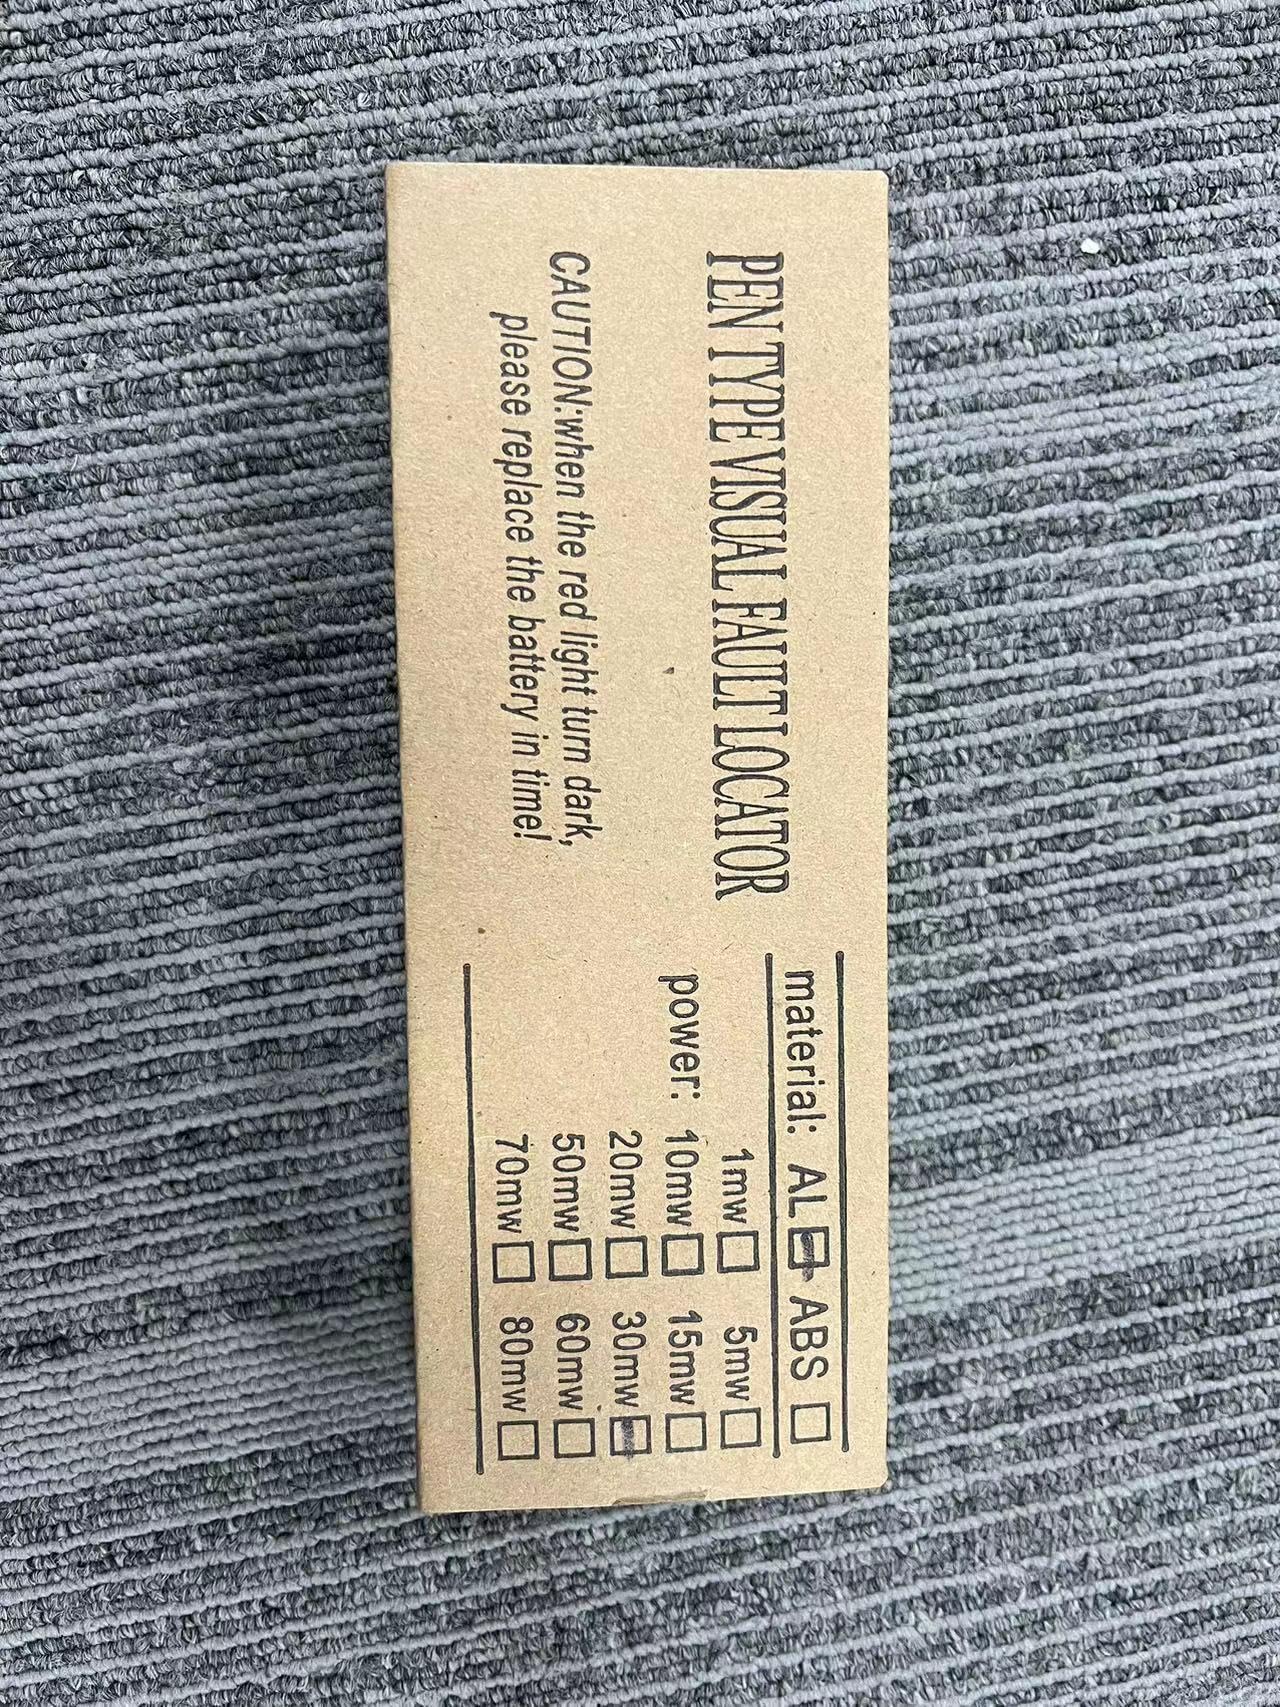 PEN TYPE VISUAL FAULT LOCATOR
CAUTION:when the red light turn dark,
please replace the battery in time!
material: AL ABS
power: 1mw 5mw
10mw 15mw
20mw 30mw
50mw 60mw
70mw 80mw